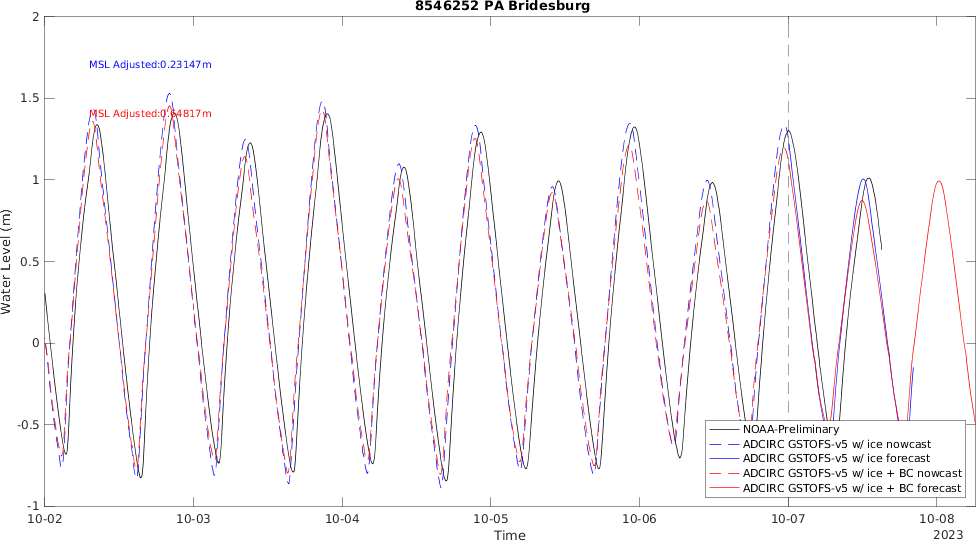 8546252 PA Bridesburg
2
1.5
1
0.5
0
-0.5
-1
Water Level (m)
MSL Adjusted:0.23147m
MSL Adjusted:0.64817m
NOAA-Preliminary
ADCIRC GSTOFS-v5 w/ ice nowcast
ADCIRC GSTOFS-v5 w/ ice forecast
ADCIRC GSTOFS-v5 w/ ice + BC nowcast
ADCIRC GSTOFS-v5 w/ ice + BC forecast
10-02 10-03 10-04 10-05 10-06 10-07 10-08
Time
2023